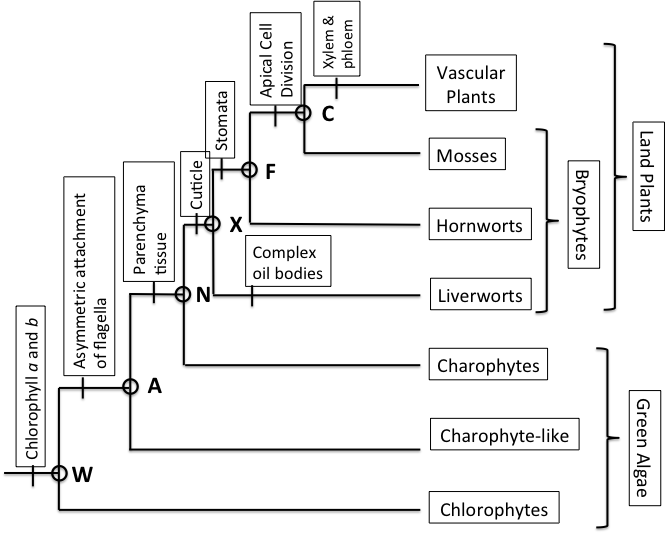 Xylem &
phloem
Apical Cell
Division
Vascular
Plants
C
Stomata
Mosses
Land Plants
F
Bryophytes
Cuticle
X
Hornworts
Parenchyma
tissue
Complex
oil bodies
N
Liverworts
Asymmetric attachment
of flagella
Charophytes
A
Chlorophyll a and b
Green Algae
Charophyte-like
W
Chlorophytes